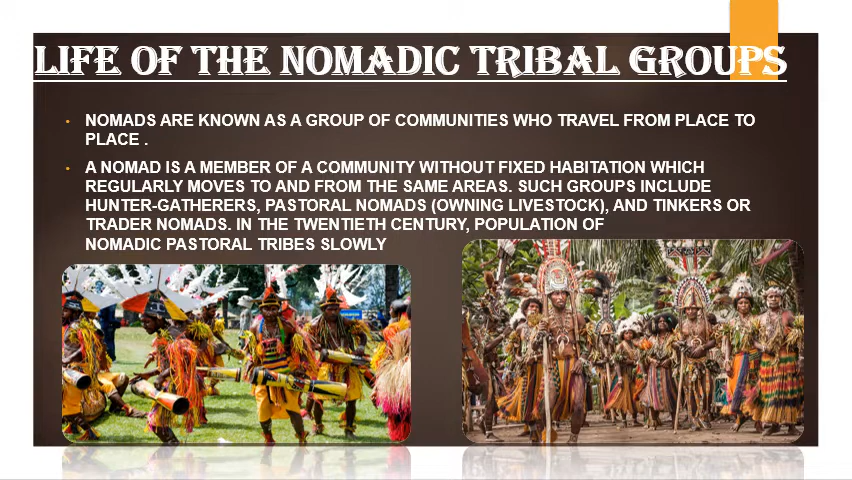 LIFE OF THE NOMADIC TRIBAL GROUPS
• NOMADS ARE KNOWN AS A GROUP OF COMMUNITIES WHO TRAVEL FROM PLACE TO
PLACE .
• A NOMAD IS A MEMBER OF A COMMUNITY WITHOUT FIXED HABITATION WHICH
REGULARLY MOVES TO AND FROM THE SAME AREAS. SUCH GROUPS INCLUDE
HUNTER-GATHERERS, PASTORAL NOMADS (OWNING LIVESTOCK), AND TINKERS OR
TRADER NOMADS. IN THE TWENTIETH CENTURY, POPULATION OF
NOMADIC PASTORAL TRIBES SLOWLY